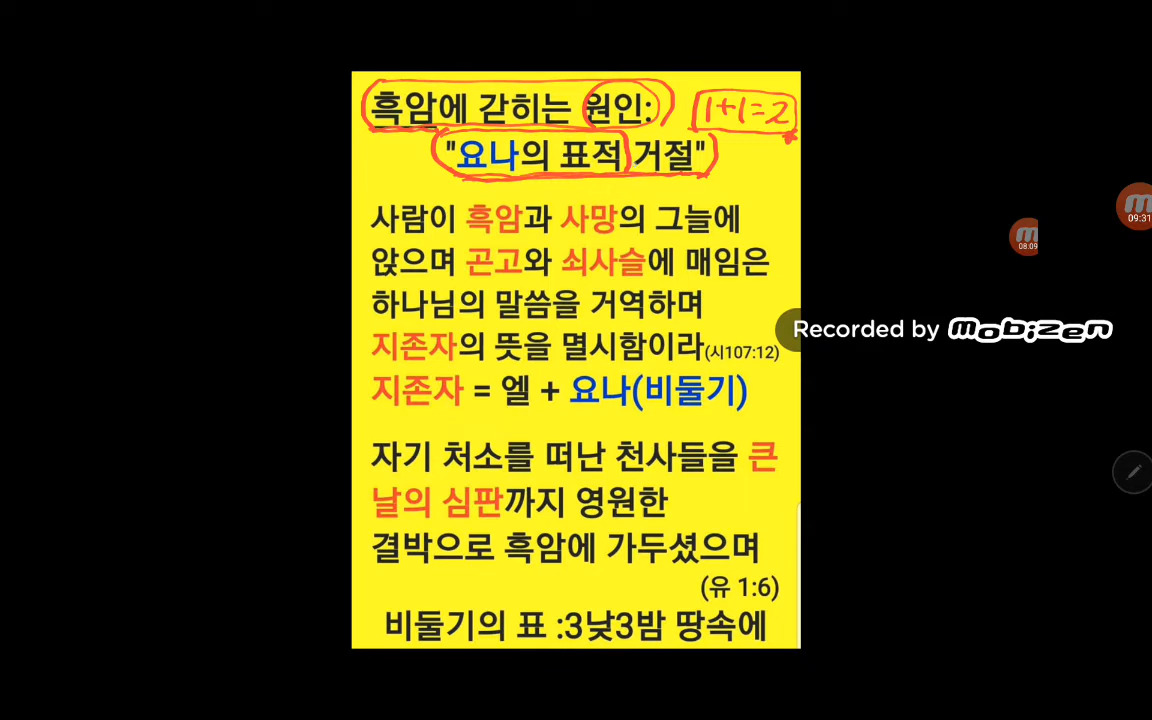 흑암에 갇히는 원인:
1+1=2
"요나의 표적 거절"
사람이 흑암과 사망의 그늘에
앉으며 곤고와 쇠사슬에 매임은
하나님의 말씀을 거역하며
지존자의 뜻을 멸시함이라(시107:12)
지존자 = 엘 + 요나(비둘기)
자기 처소를 떠난 천사들을 큰
날의 심판까지 영원한
결박으로 흑암에 가두셨으며
(유 1:6)
비둘기의 표 :3낮3밤 땅속에
m
09:31
m
08:09
Recorded by mobizen